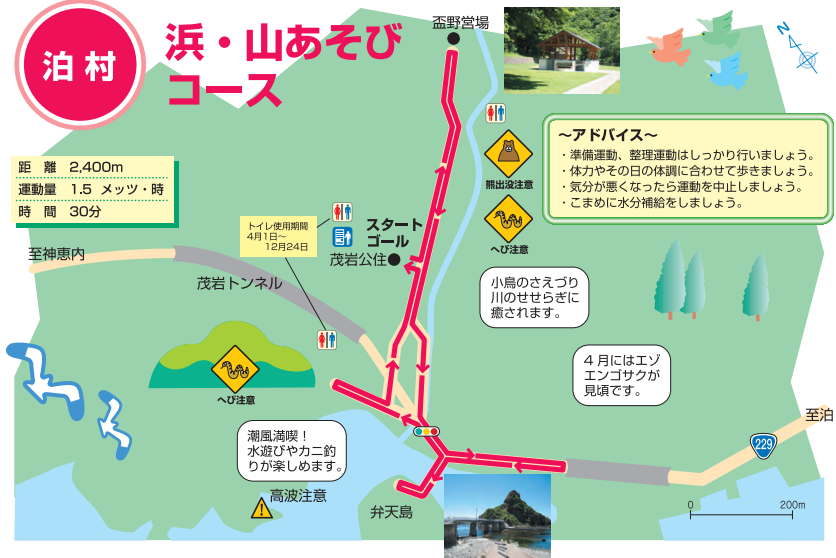 泊村
浜・山あそび
コース
盃野営場
N
距離 2,400m
運動量 1.5 メッツ・時
時間 30分
～アドバイス～
・準備運動、整理運動はしっかり行いましょう。
・体力やその日の体調に合わせて歩きましょう。
・気分が悪くなったら運動を中止しましょう。
・こまめに水分補給をしましょう。
熊出没注意
へび注意
トイレ使用期間
4月1日～
12月24日
スタート
ゴール
茂岩公住
至神恵内
茂岩トンネル
小鳥のさえずり
川のせせらぎに
癒されます。
4月にはエゾ
エンゴサクが
見頃です。
へび注意
至泊
229
潮風満喫！
水遊びやカニ釣
りが楽しめます。
高波注意
弁天島
0 200m